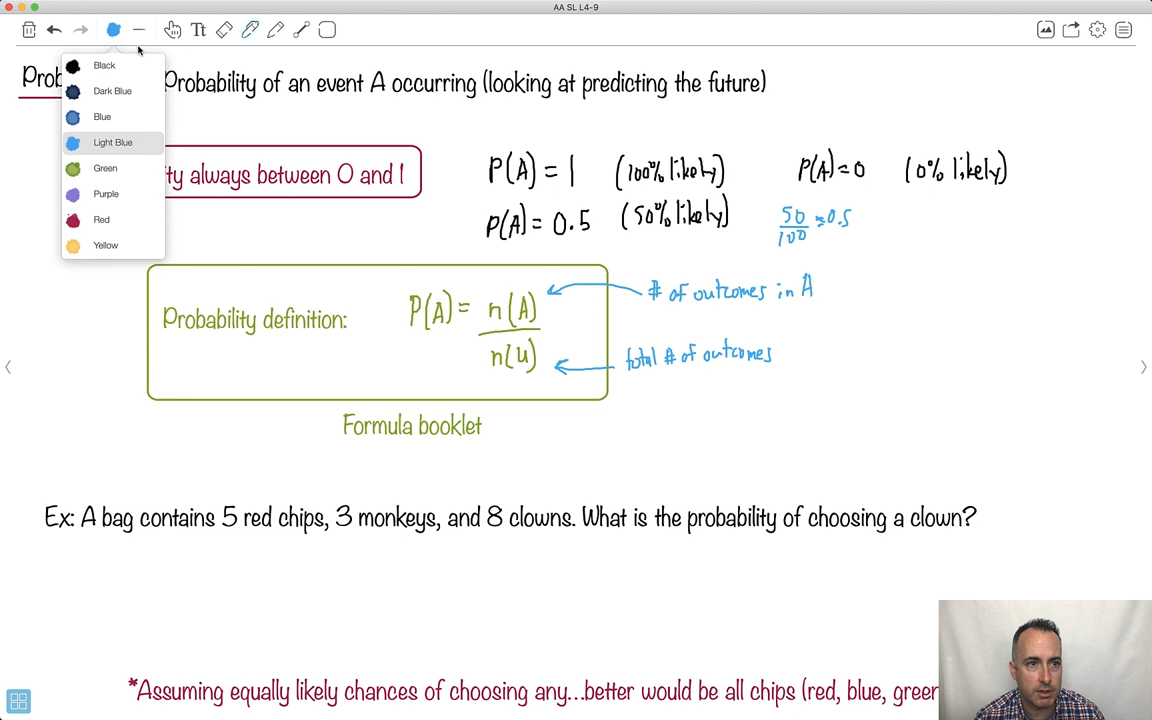 AA SL L4-9
Tt
Black
Dark Blue
Blue
Light Blue
Green
Purple
Red
Yellow
Probability of an event A occurring (looking at predicting the future)
always between 0 and 1
P(A) = 1 (100% likely) P(A) = 0 (0% likely)
P(A) = 0.5 (50% likely) 50/100 = 0.5
Probability definition: P(A) = n(A)/n(U)
# of outcomes in A
total # of outcomes
Formula booklet
Ex: A bag contains 5 red chips, 3 monkeys, and 8 clowns. What is the probability of choosing a clown?
*Assuming equally likely chances of choosing any...better would be all chips (red, blue, green